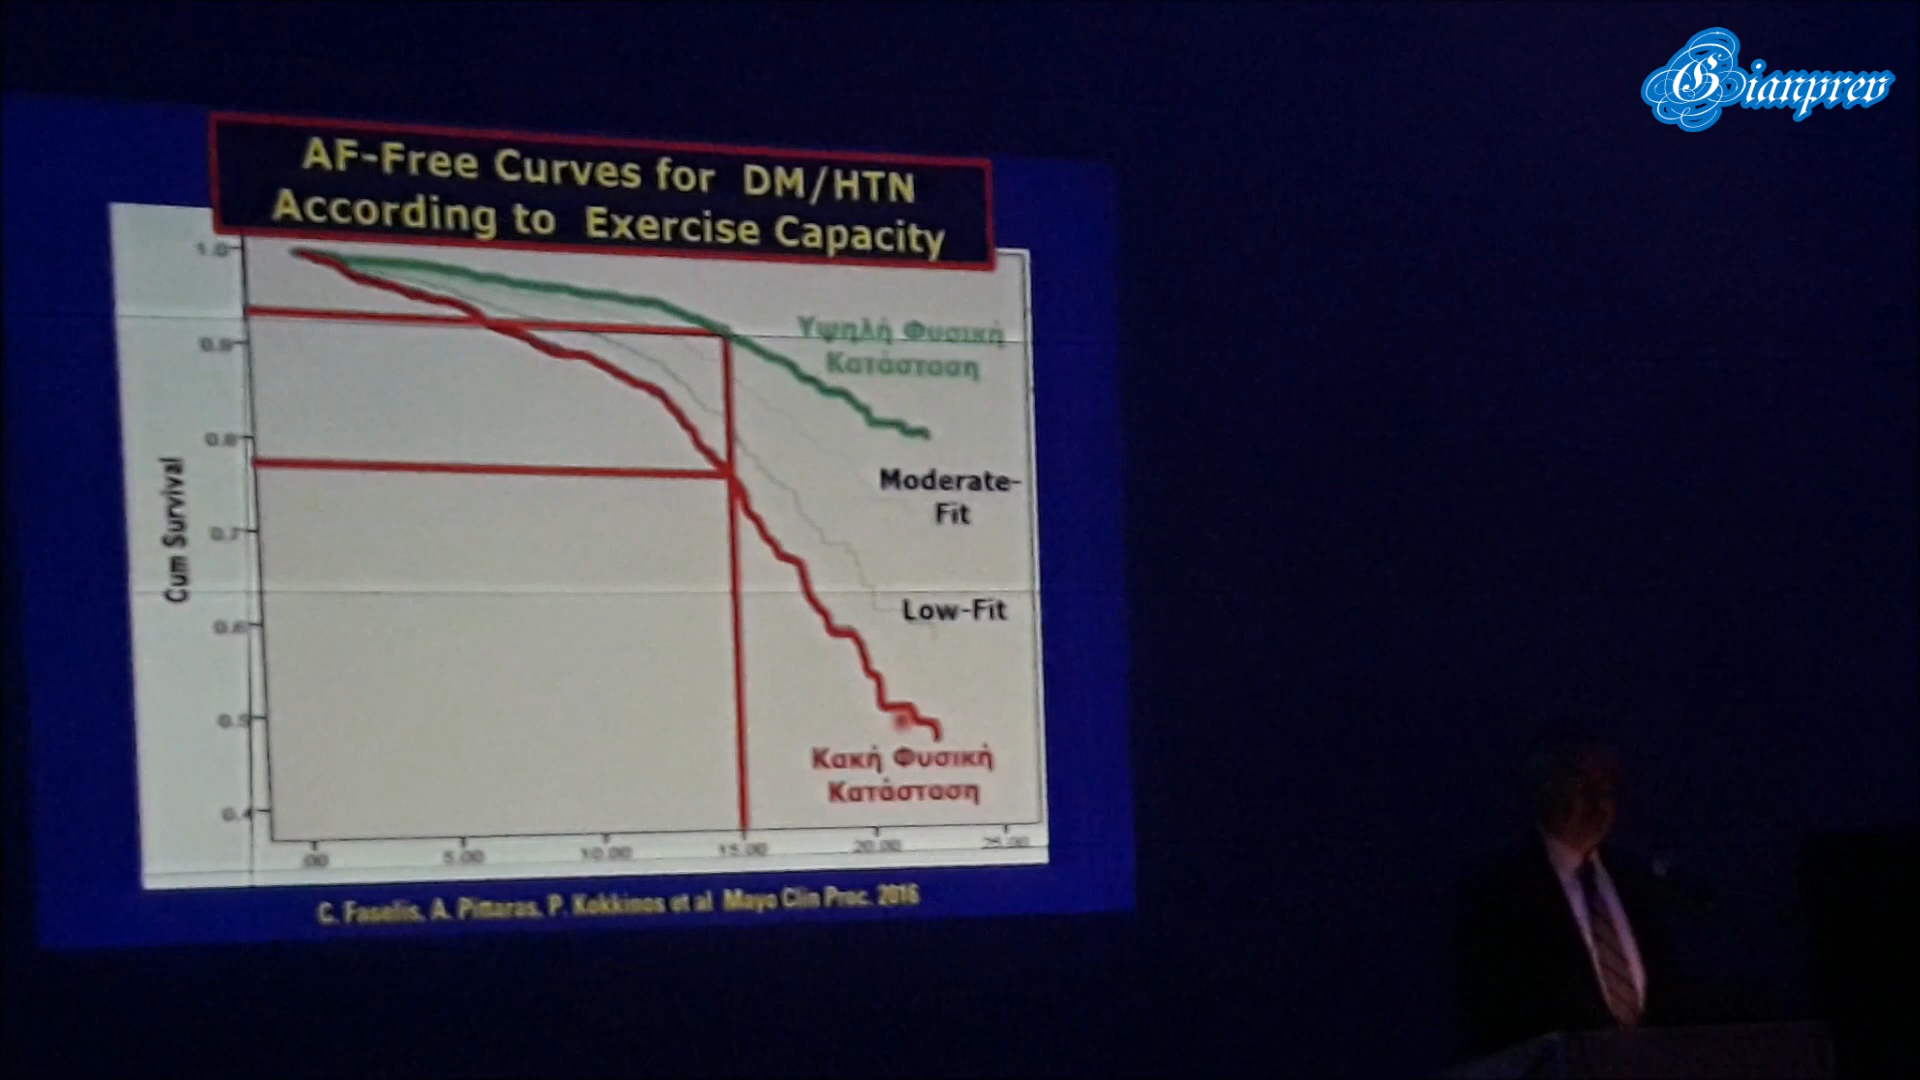 Gianprev
AF-Free Curves for DM/HTN
According to Exercise Capacity
1.0
0.9
0.8
0.7
0.6
0.5
0.4
Cum Survival
Υψηλή Φυσική
Κατάσταση
Moderate-
Fit
Low-Fit
Κακή Φυσική
Κατάσταση
.00 5.00 10.00 15.00 20.00 25.00
C. Faselis, A. Pittaras, P. Kokkinos et al Mayo Clin Proc. 2016